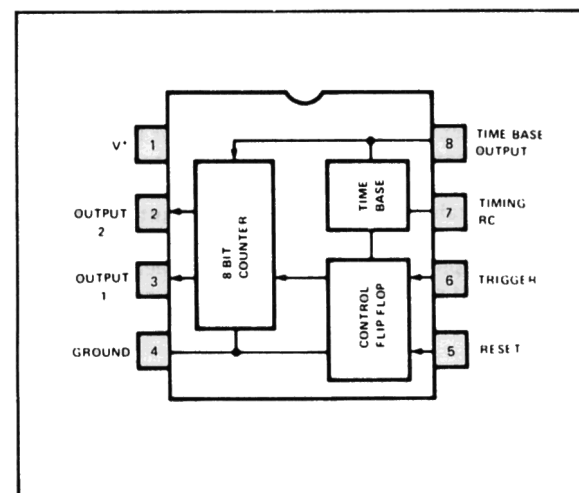 V+ 1
OUTPUT 2
2
OUTPUT 3
1
GROUND 4
8 BIT
COUNTER
TIME
BASE
CONTROL
FLIP FLOP
8 TIME BASE
OUTPUT
7 TIMING
RC
6 TRIGGER
5 RESET